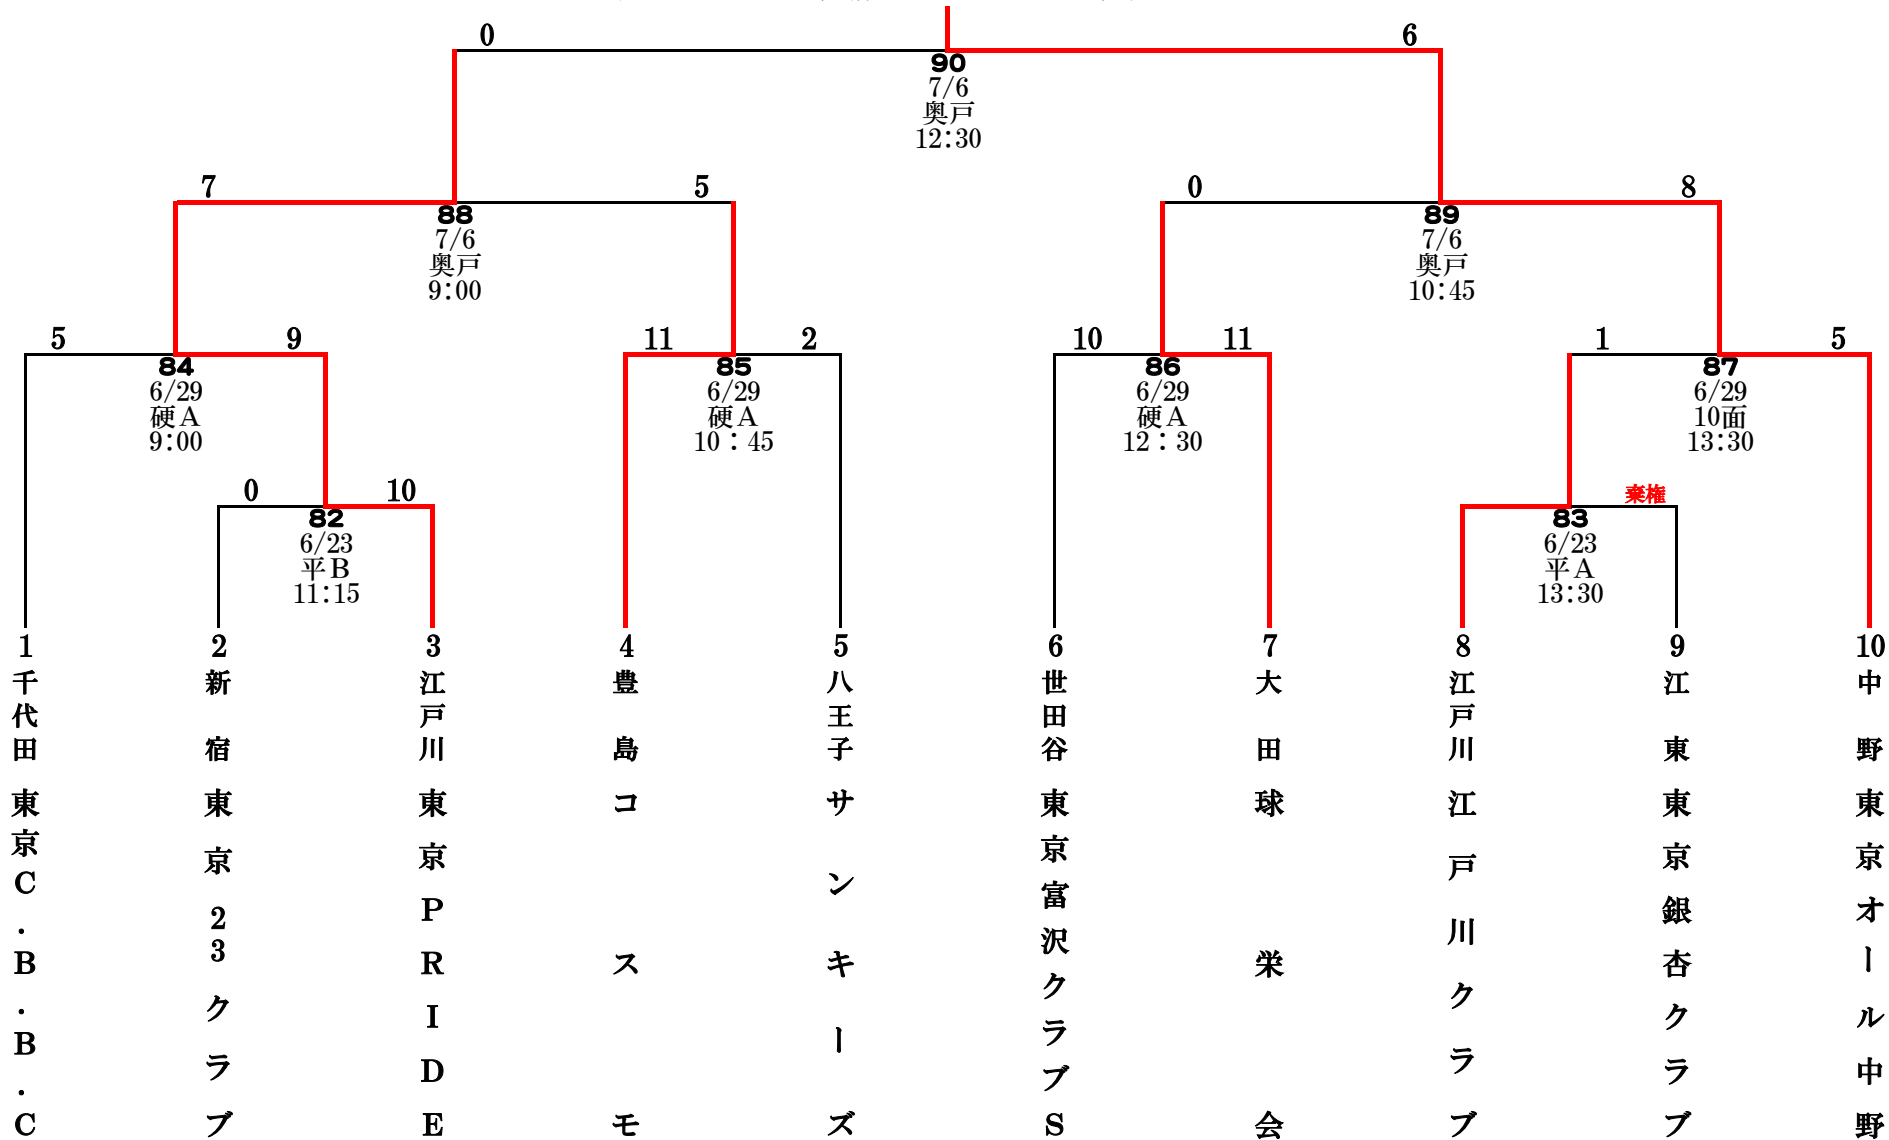 0
6
90
7/6
奥戸
12:30
7
5
88
7/6
奥戸
9:00
0
8
89
7/6
奥戸
10:45
5
9
84
6/29
硬A
9:00
11
2
85
6/29
硬A
10：45
10
11
86
6/29
硬A
12：30
1
5
87
6/29
10面
13:30
0
10
82
6/23
平B
11:15
棄権
83
6/23
平A
13:30
1
千代田
東京C.B.B.C
2
新宿
東京23クラブ
3
江戸川
東京PRIDE
4
豊島
コスモ
5
八王子
サンキーズ
6
世田谷
東京富沢クラブS
7
大田
球栄会
8
江戸川
江戸川クラブ
9
江東
東京銀杏クラブ
10
中野
東京オール中野